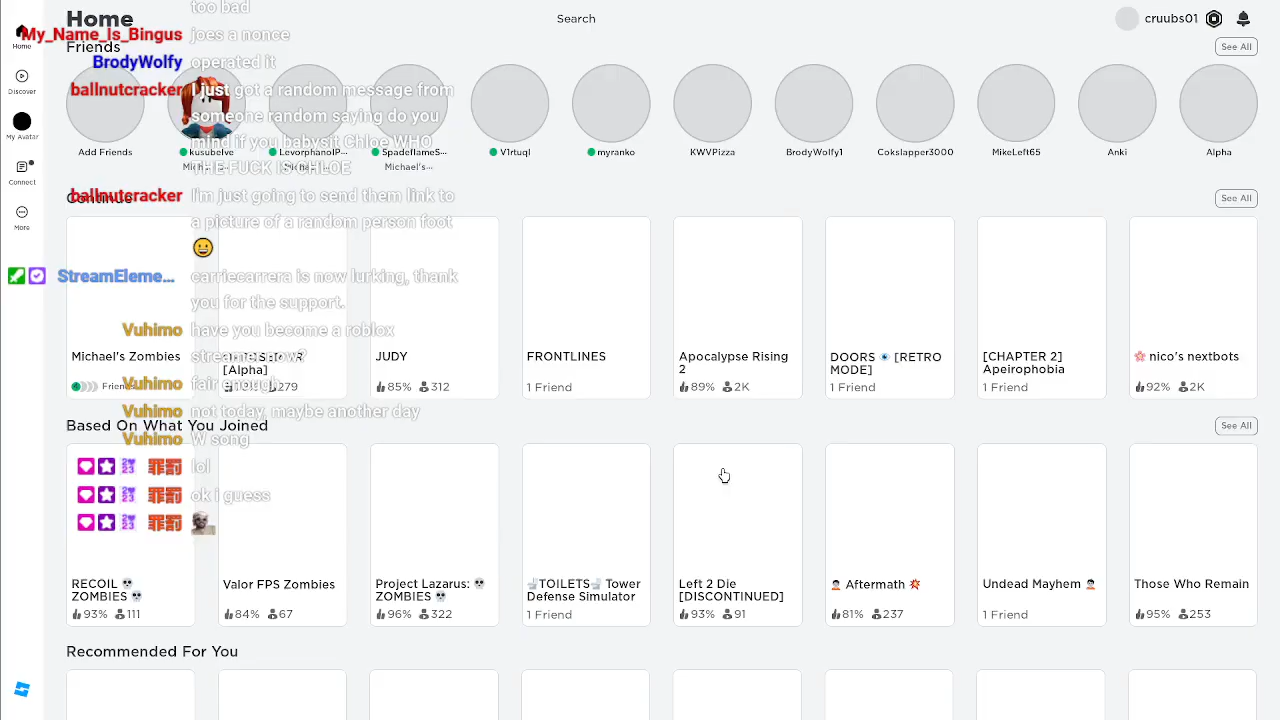 Home
Search
cruubs01
Home
Discover
My Avatar
Connect
More
Friends
See All
Add Friends
kusubelve
LovorphanolP...
SpadeflameS...
Michael's...
V1rtuql
myranko
KWVPizza
BrodyWolfy1
Cokslapper3000
MikeLeft65
Anki
Alpha
too bad
My_Name_Is_Bingus joes a nonce
BrodyWolfy operated it
ballnutcracker I just got a random message from
someone random saying do you
mind if you babysit Chloe WHO
THE FUCK IS CHLOE
ballnutcracker I'm just going to send them link to
a picture of a random person foot
😀
StreamEleme... carriecarrera is now lurking, thank
you for the support.
Vuhimo have you become a roblox
streamer now?
Vuhimo fair enough
Vuhimo not today, maybe another day
Vuhimo W song
lol
ok i guess
Continue
See All
Michael's Zombies
Friends
[Alpha]
279
JUDY
85% 312
FRONTLINES
1 Friend
Apocalypse Rising
2
89% 2K
DOORS 👁️ [RETRO
MODE]
1 Friend
[CHAPTER 2]
Apeirophobia
1 Friend
🌸 nico's nextbots
92% 2K
Based On What You Joined
See All
RECOIL 💀
ZOMBIES 💀
93% 111
Valor FPS Zombies
84% 67
Project Lazarus: 💀
ZOMBIES 💀
96% 322
🚽TOILETS🚽 Tower
Defense Simulator
1 Friend
Left 2 Die
[DISCONTINUED]
93% 91
🧟 Aftermath 💥
81% 237
Undead Mayhem 🧟
1 Friend
Those Who Remain
95% 253
Recommended For You